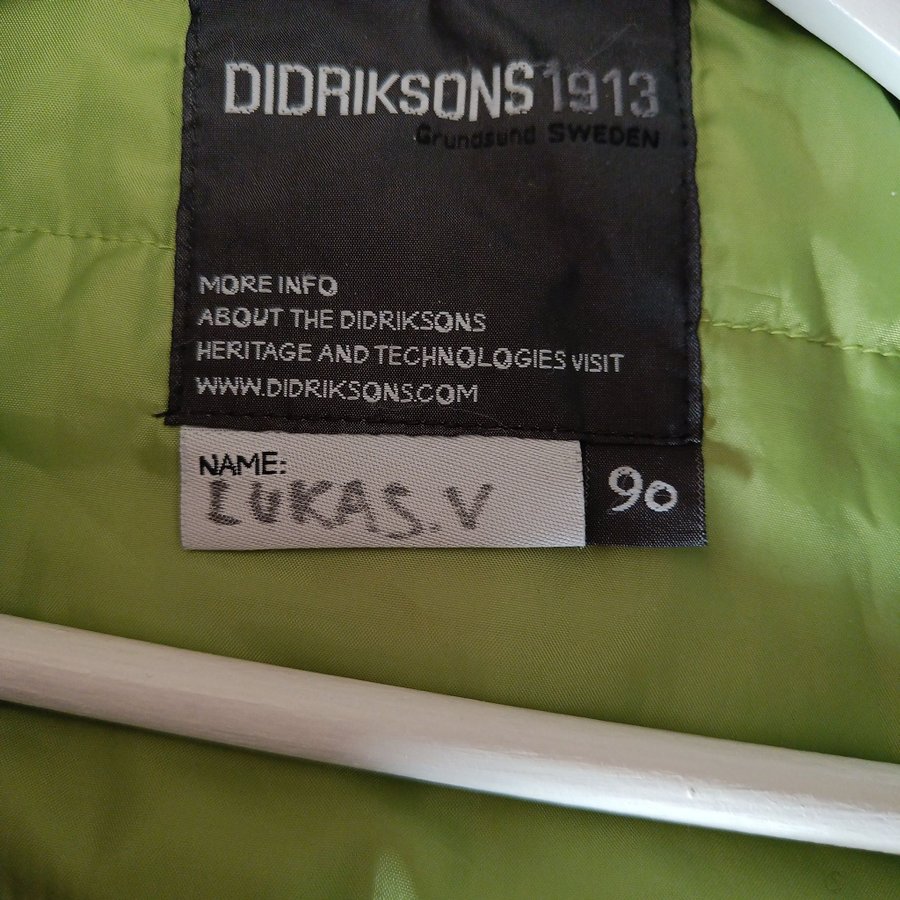 DIDRIKSONS 1913
Grundsund SWEDEN
MORE INFO
ABOUT THE DIDRIKSONS
HERITAGE AND TECHNOLOGIES VISIT
WWW.DIDRIKSONS.COM
NAME:
LUKAS.V
90